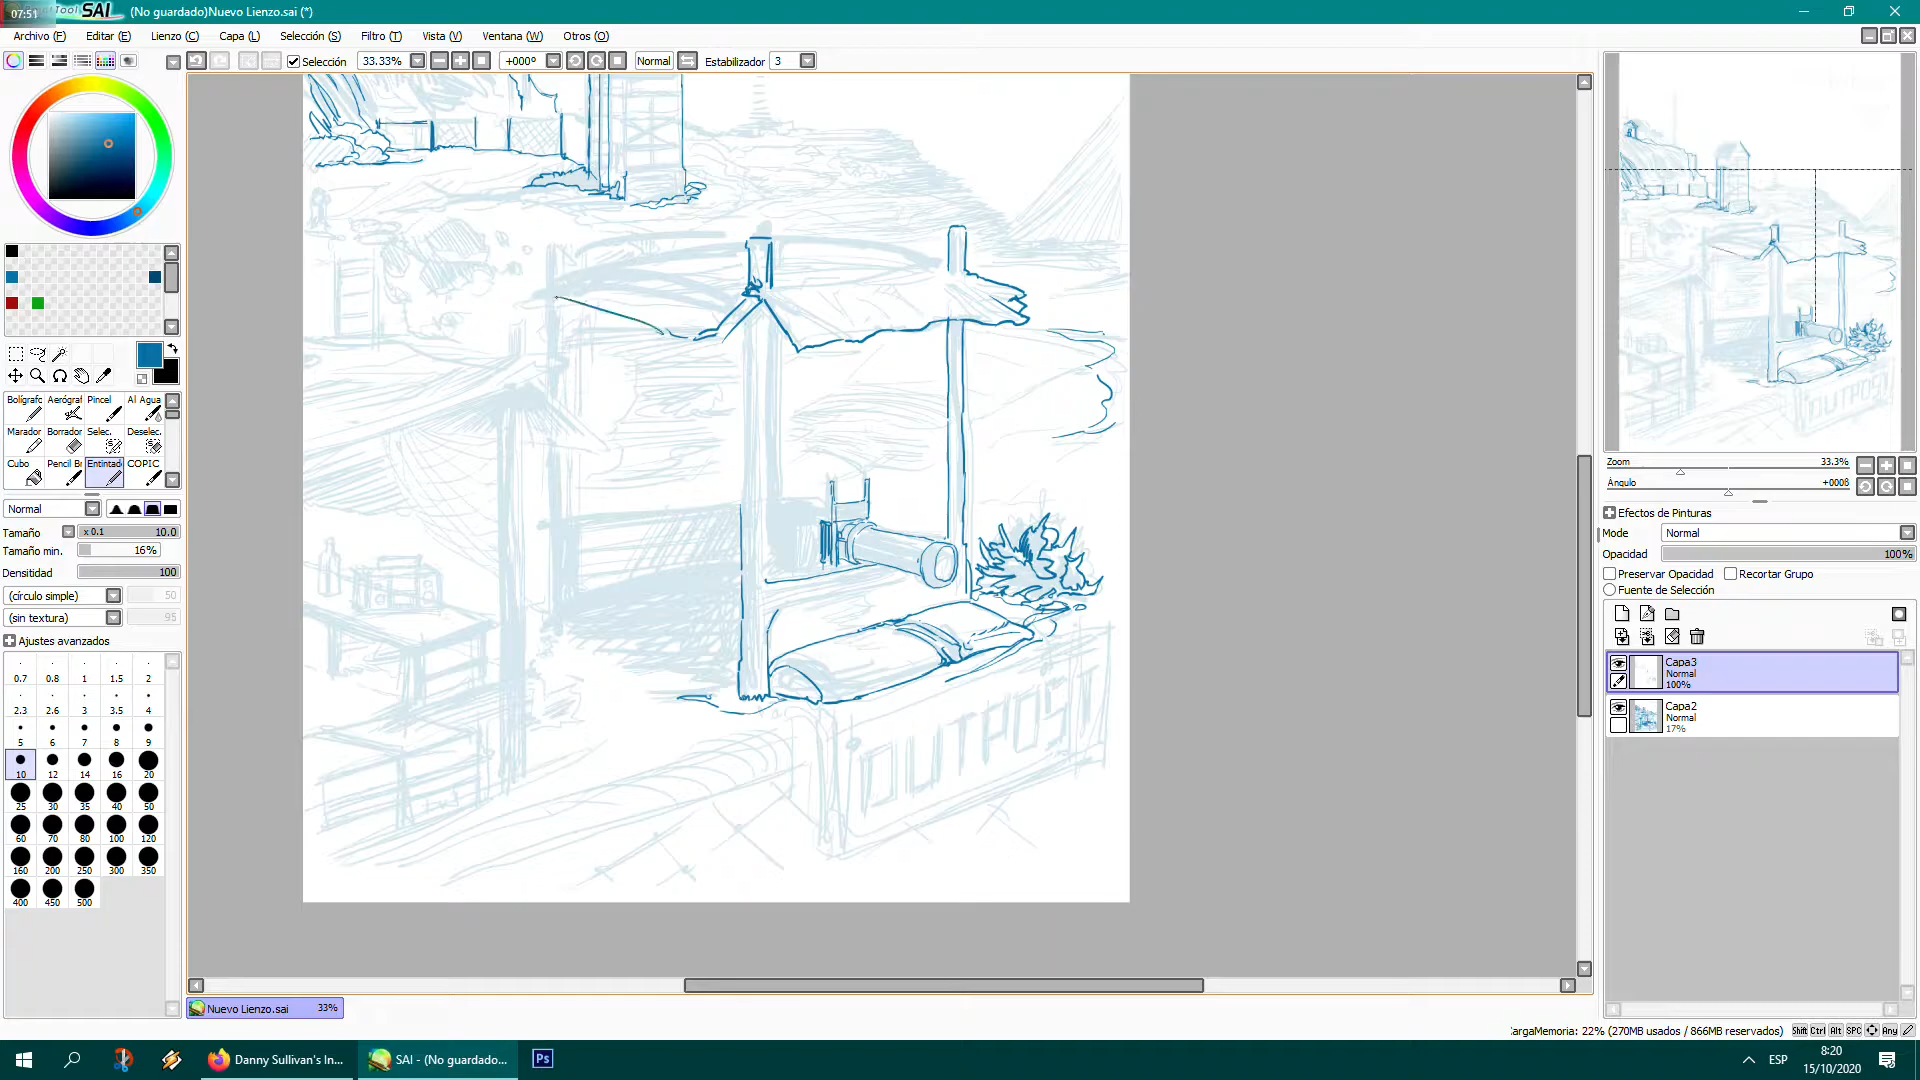 07:51
SAI
(No guardado)Nuevo Lienzo.sai (*)
Archivo (F) Editar (E) Lienzo (C) Capa (L) Selección (S) Filtro (T) Vista (V) Ventana (W) Otros (O)
Selección 33.33% +000º Normal Estabilizador 3
Bolígrafo Aerógraf Pincel Al Agua
Marador Borrador Selec. Deselec.
Cubo Pencil Br Entintad COPIC
Normal
Tamaño x 0.1 10.0
Tamaño min. 16%
Densitidad 100
(círculo simple) 50
(sin textura) 95
Ajustes avanzados
0.7 0.8 1 1.5 2
2.3 2.6 3 3.5 4
5 6 7 8 9
10 12 14 16 20
25 30 35 40 50
60 70 80 100 120
160 200 250 300 350
400 450 500
OUTPOST
Nuevo Lienzo.sai 33%
Zoom 33.3%
Ángulo +000ß
Efectos de Pinturas
Mode Normal
Opacidad 100%
Preservar Opacidad Recortar Grupo
Fuente de Selección
Capa3
Normal
100%
Capa2
Normal
17%
CargaMemoria: 22% (270MB usados / 866MB reservados) Shift Ctrl Alt SPC Any
Danny Sullivan's In... SAI - (No guardado... Ps
ESP
8:20
15/10/2020